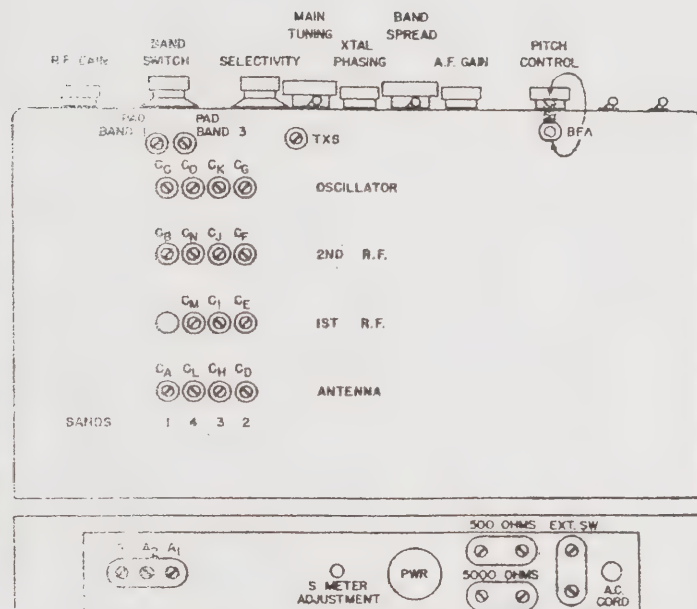 MAIN TUNING
BAND SPREAD
R.F. GAIN
BAND SWITCH
SELECTIVITY
XTAL PHASING
A.F. GAIN
PITCH CONTROL
PAD BAND 1
PAD BAND 3
TXS
BFA
CC CD CK CG
OSCILLATOR
CB CN CJ CF
2ND R.F.
CM CI CE
1ST R.F.
CA CL CH CD
ANTENNA
BANDS 1 4 3 2
500 OHMS
EXT. SW
A2 A1
S METER ADJUSTMENT
PWR
5000 OHMS
A.C. CORD